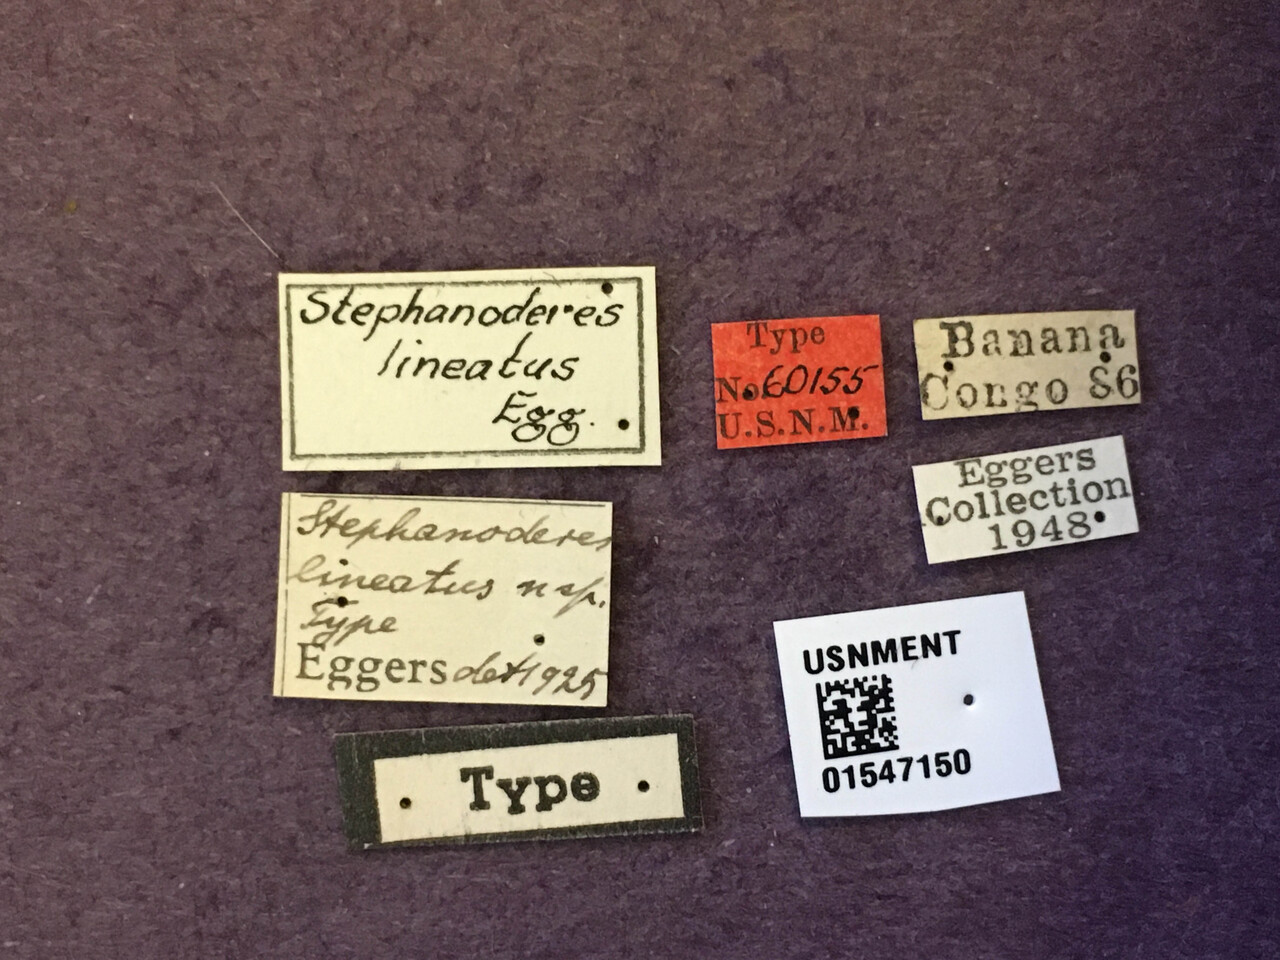 Stephanoderes
lineatus
Egg.
Type
No.60155
U.S.N.M.
Banana
Congo 86
Eggers
Collection
1948
Stephanoderes
lineatus n sp.
Type
Eggers det 1925
Type
USNMENT
01547150